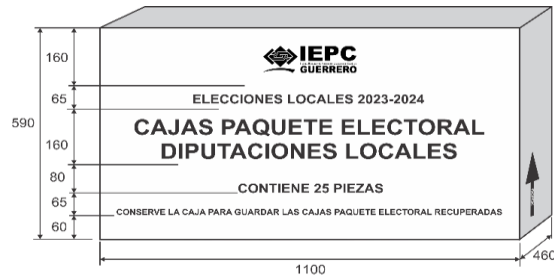 IEPC
GUERRERO
ELECCIONES LOCALES 2023-2024
CAJAS PAQUETE ELECTORAL
DIPUTACIONES LOCALES
CONTIENE 25 PIEZAS
CONSERVE LA CAJA PARA GUARDAR LAS CAJAS PAQUETE ELECTORAL RECUPERADAS
590
160
65
160
80
65
60
1100
460